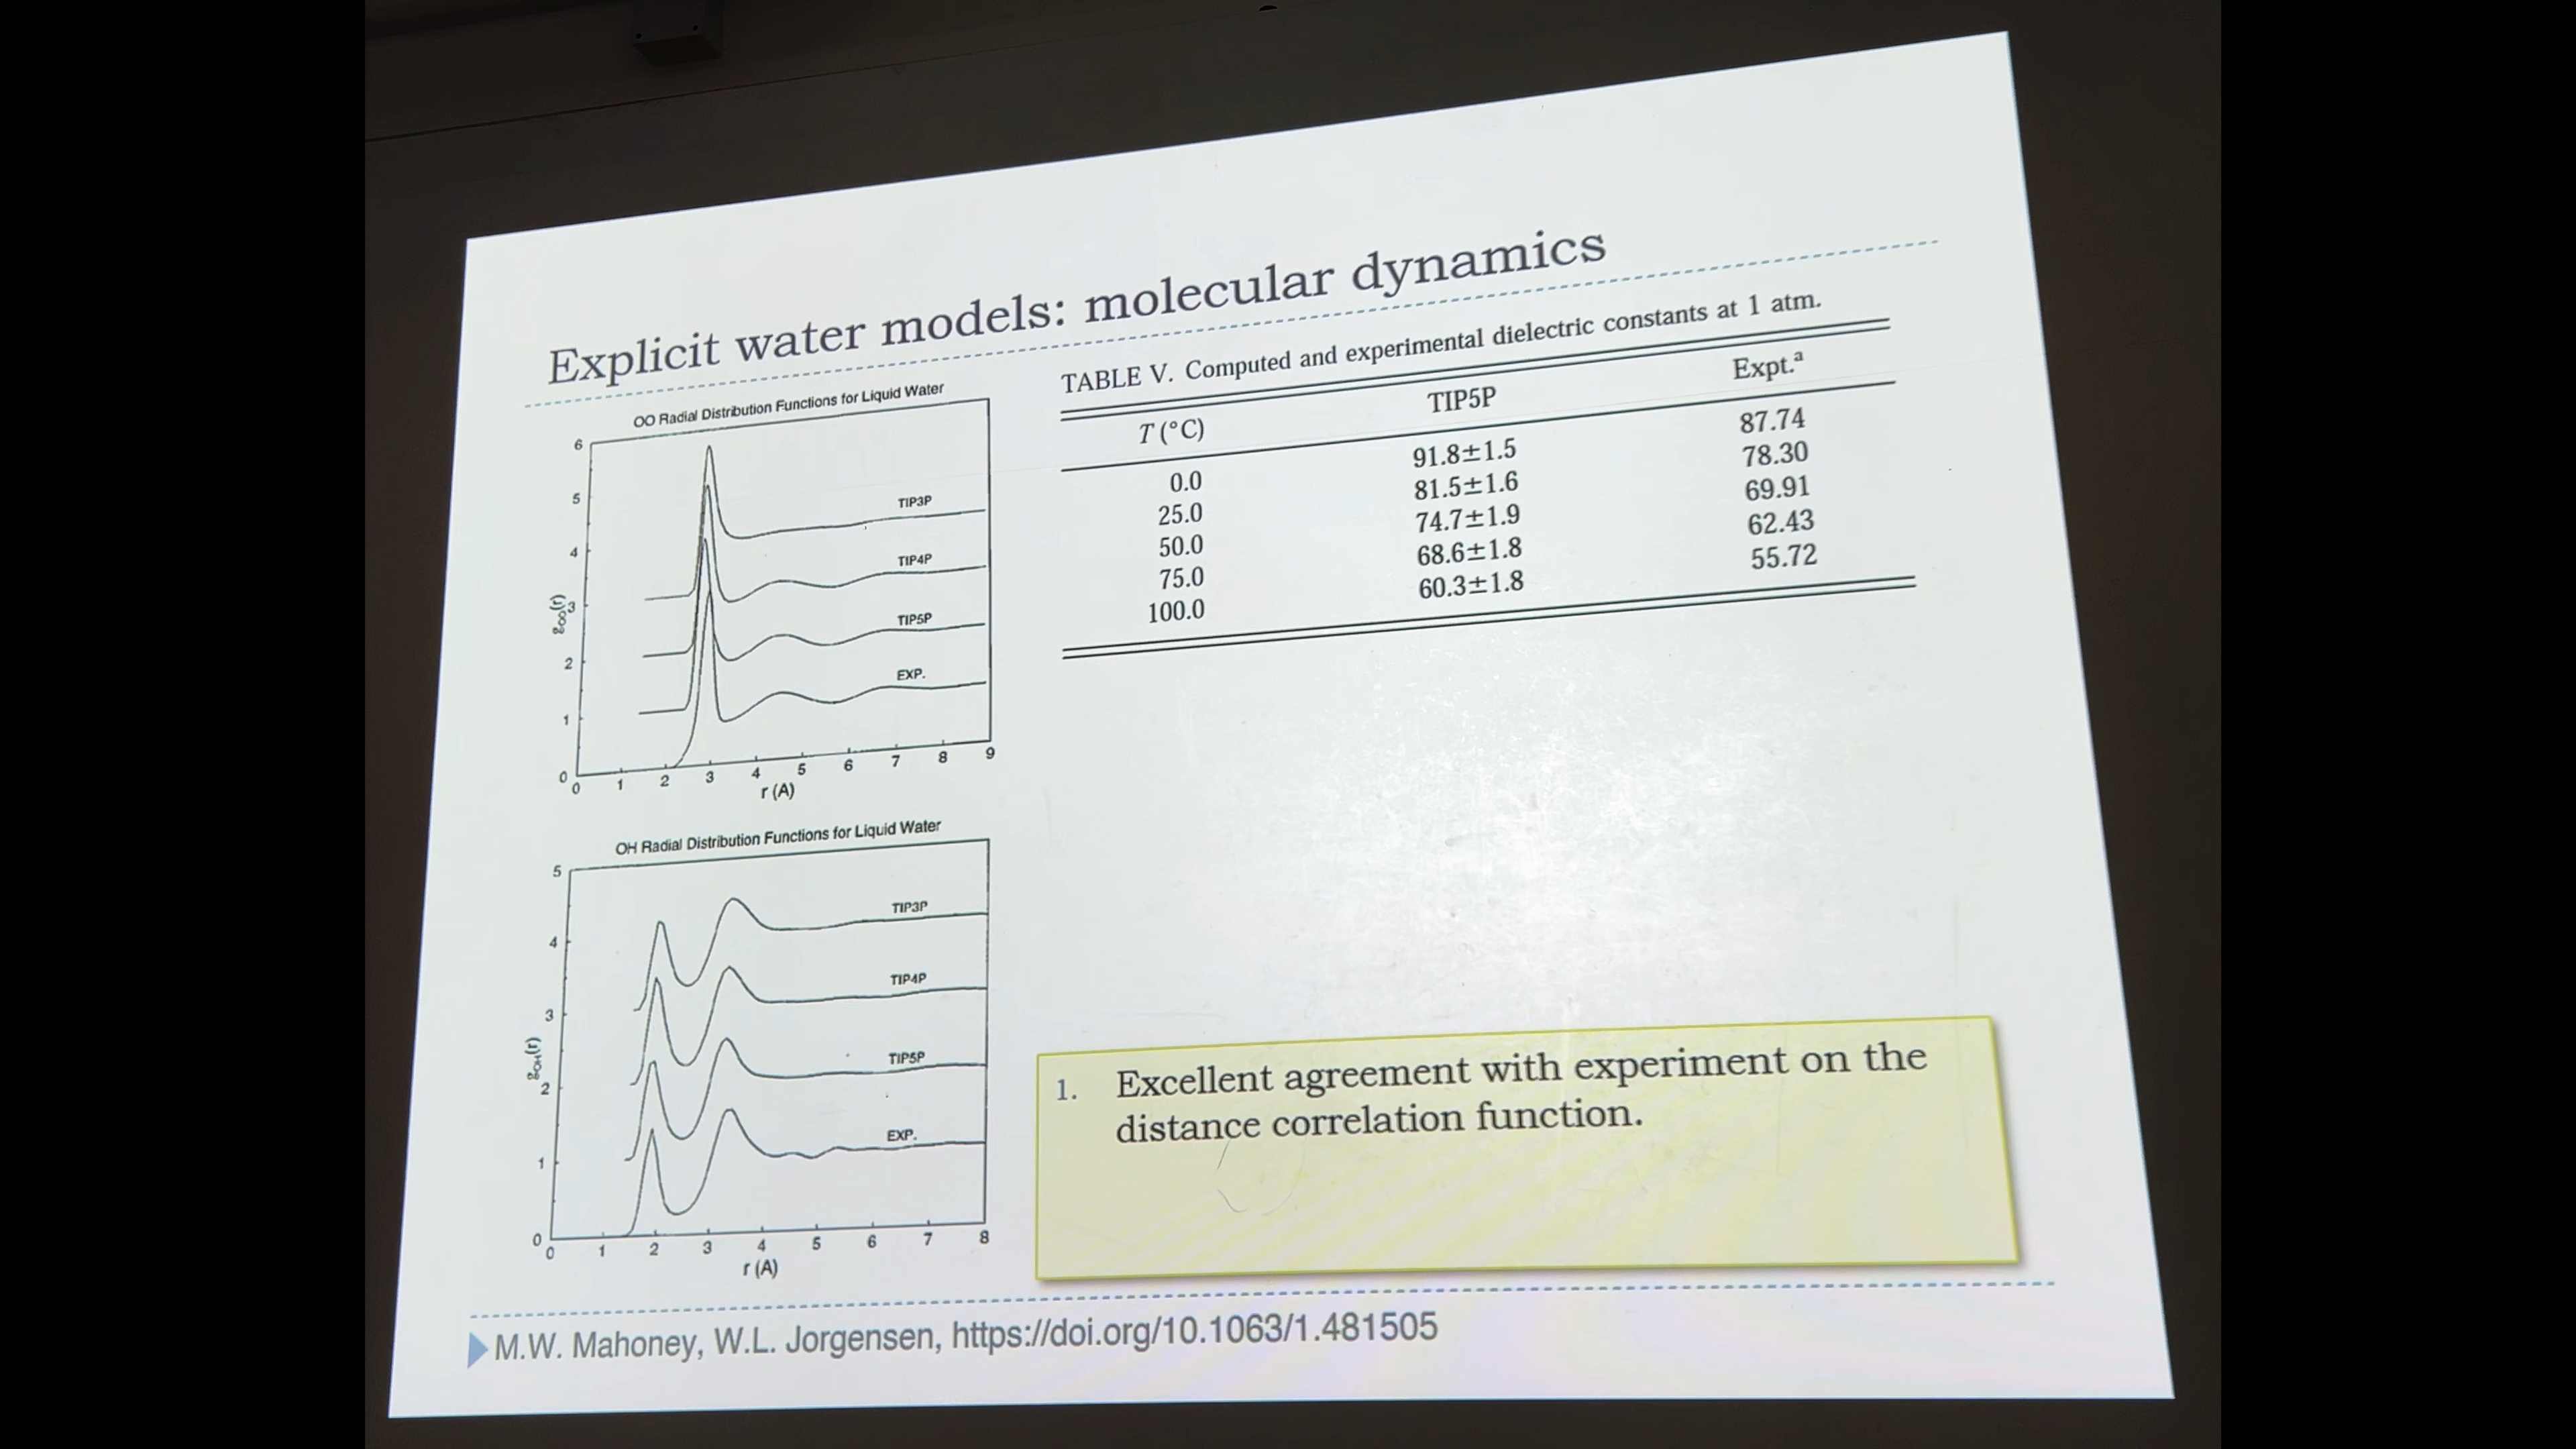 Explicit water models: molecular dynamics
OO Radial Distribution Functions for Liquid Water
6
5
4
3
2
1
0
gOO(r)
TIP3P
TIP4P
TIP5P
EXP.
0 1 2 3 4 5 6 7 8 9
r (A)
OH Radial Distribution Functions for Liquid Water
5
4
3
2
1
0
gOH(r)
TIP3P
TIP4P
TIP5P
EXP.
0 1 2 3 4 5 6 7 8
r (A)
TABLE V. Computed and experimental dielectric constants at 1 atm.
T (°C) TIP5P Expt.ᵃ
0.0 91.8±1.5 87.74
25.0 81.5±1.6 78.30
50.0 74.7±1.9 69.91
75.0 68.6±1.8 62.43
100.0 60.3±1.8 55.72
1. Excellent agreement with experiment on the
distance correlation function.
M.W. Mahoney, W.L. Jorgensen, https://doi.org/10.1063/1.481505